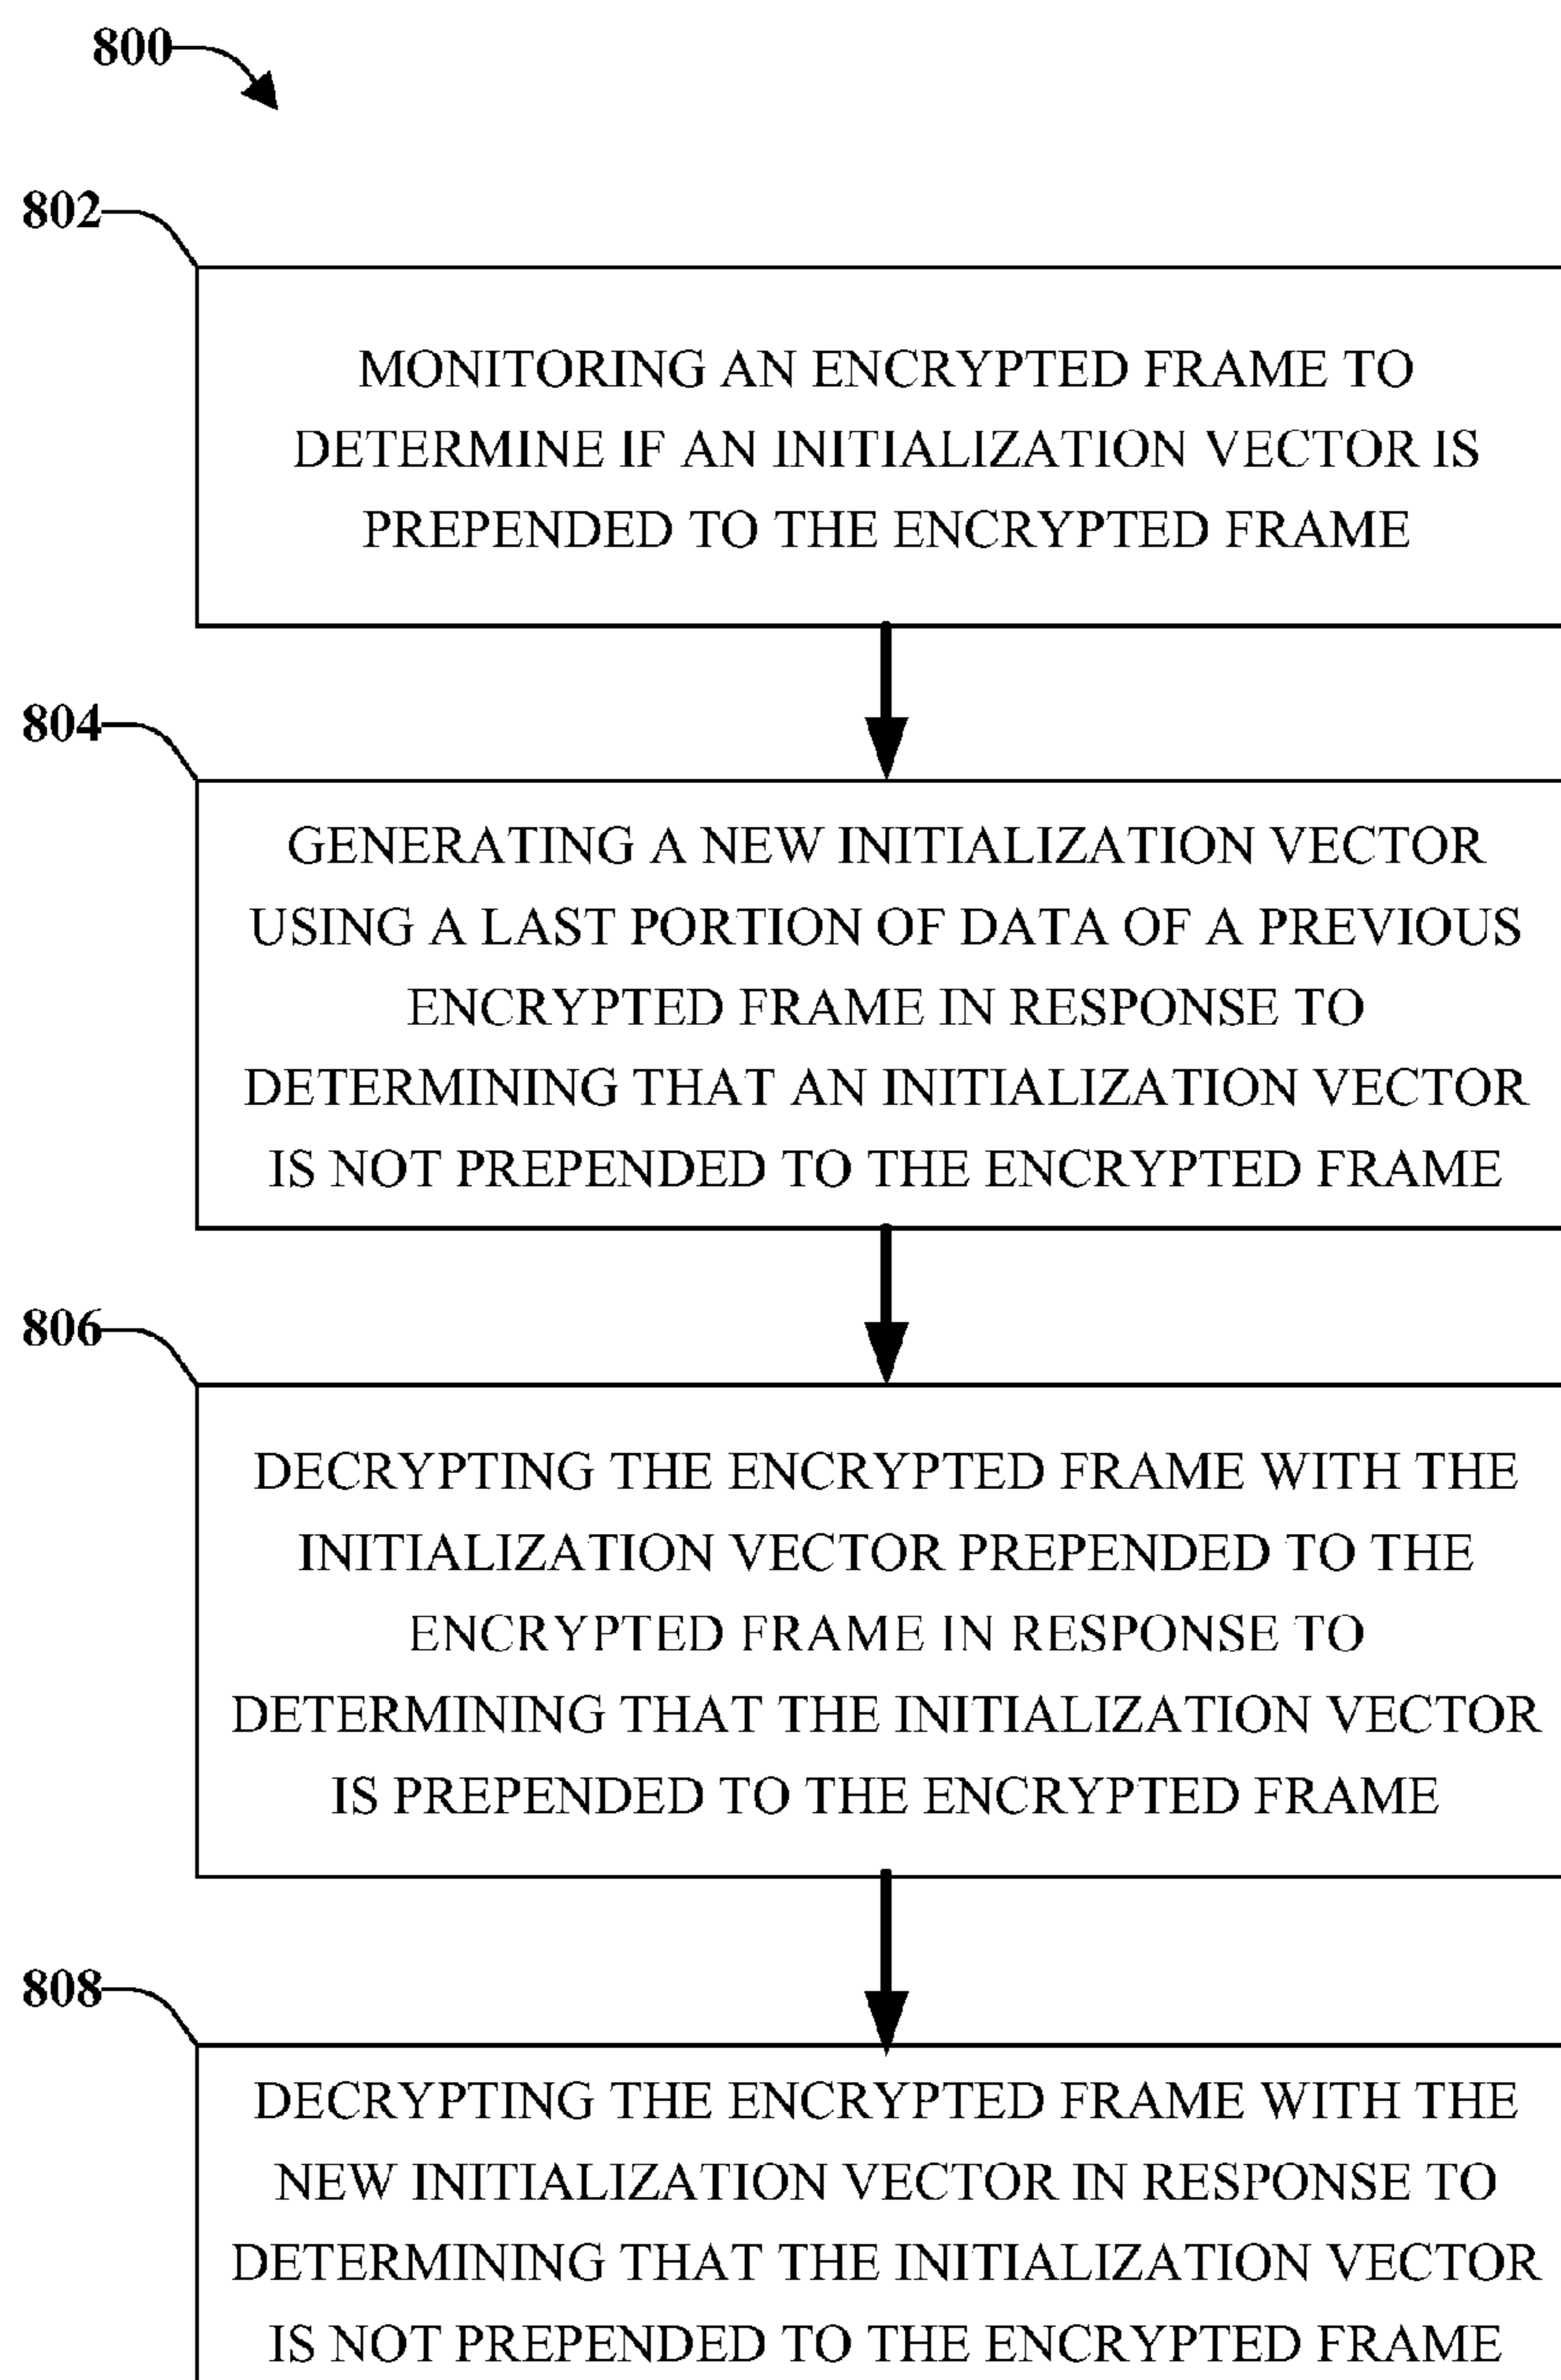 800
802
MONITORING AN ENCRYPTED FRAME TO
DETERMINE IF AN INITIALIZATION VECTOR IS
PREPENDED TO THE ENCRYPTED FRAME
804
GENERATING A NEW INITIALIZATION VECTOR
USING A LAST PORTION OF DATA OF A PREVIOUS
ENCRYPTED FRAME IN RESPONSE TO
DETERMINING THAT AN INITIALIZATION VECTOR
IS NOT PREPENDED TO THE ENCRYPTED FRAME
806
DECRYPTING THE ENCRYPTED FRAME WITH THE
INITIALIZATION VECTOR PREPENDED TO THE
ENCRYPTED FRAME IN RESPONSE TO
DETERMINING THAT THE INITIALIZATION VECTOR
IS PREPENDED TO THE ENCRYPTED FRAME
808
DECRYPTING THE ENCRYPTED FRAME WITH THE
NEW INITIALIZATION VECTOR IN RESPONSE TO
DETERMINING THAT THE INITIALIZATION VECTOR
IS NOT PREPENDED TO THE ENCRYPTED FRAME